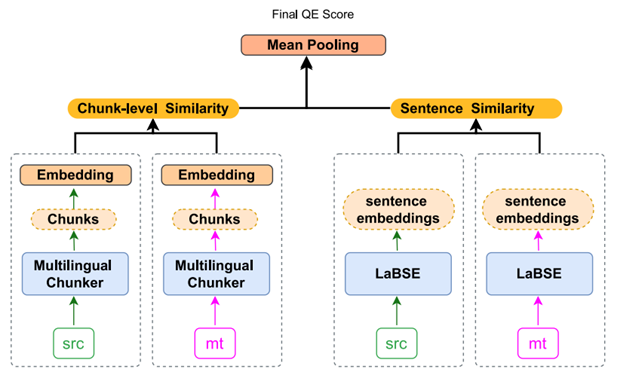 Final QE Score
Mean Pooling
Chunk-level Similarity
Sentence Similarity
Embedding
Embedding
Chunks
Chunks
sentence
embeddings
sentence
embeddings
Multilingual
Chunker
Multilingual
Chunker
LaBSE
LaBSE
src
mt
src
mt